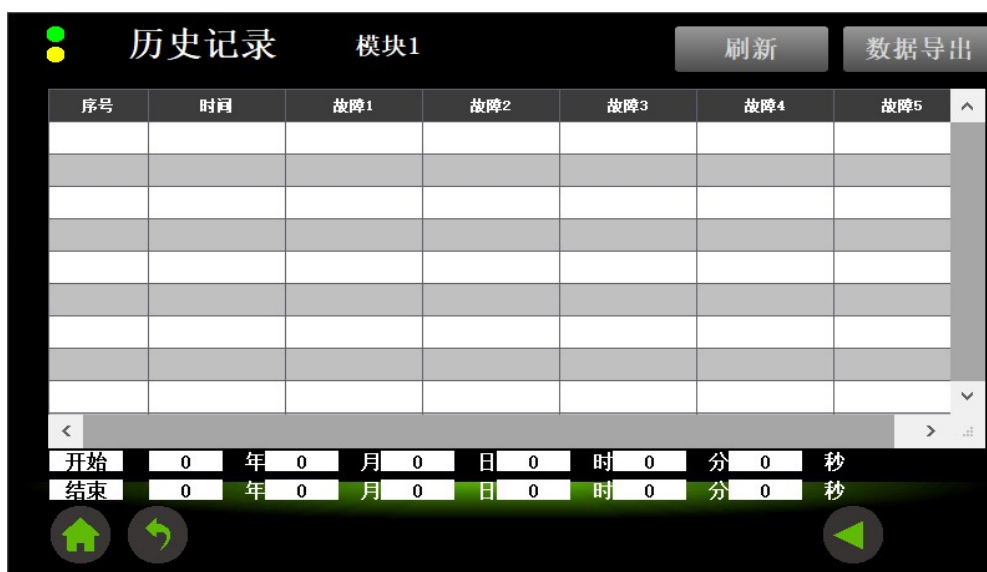 历史记录 模块1 刷新 数据导出
序号 时间 故障1 故障2 故障3 故障4 故障5
开始 0 年 0 月 0 日 0 时 0 分 0 秒
结束 0 年 0 月 0 日 0 时 0 分 0 秒